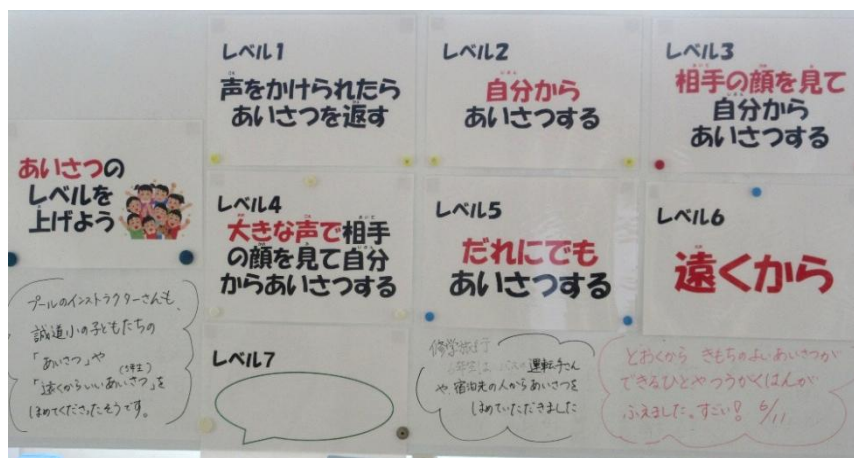 あいさつの
レベルを
上げよう
レベル1
声をかけられたら
あいさつを返す
レベル2
自分から
あいさつする
レベル3
相手の顔を見て
自分から
あいさつする
レベル4
大きな声で相手
の顔を見て自分
からあいさつする
レベル5
だれにでも
あいさつする
レベル6
遠くから
レベル7
プールのインストラクターさんも、
誠道小の子どもたちの
「あいさつ」や
(5年生)
「遠くからいいあいさつ」を
ほめてくださったそうです。
修学旅行
6年生は、バスの運転手さん
や、宿泊先の人からあいさつを
ほめていただきました
とおくから きもちのよいあいさつが
できるひとやつうがくはんが
ふえました。すごい! 6/11